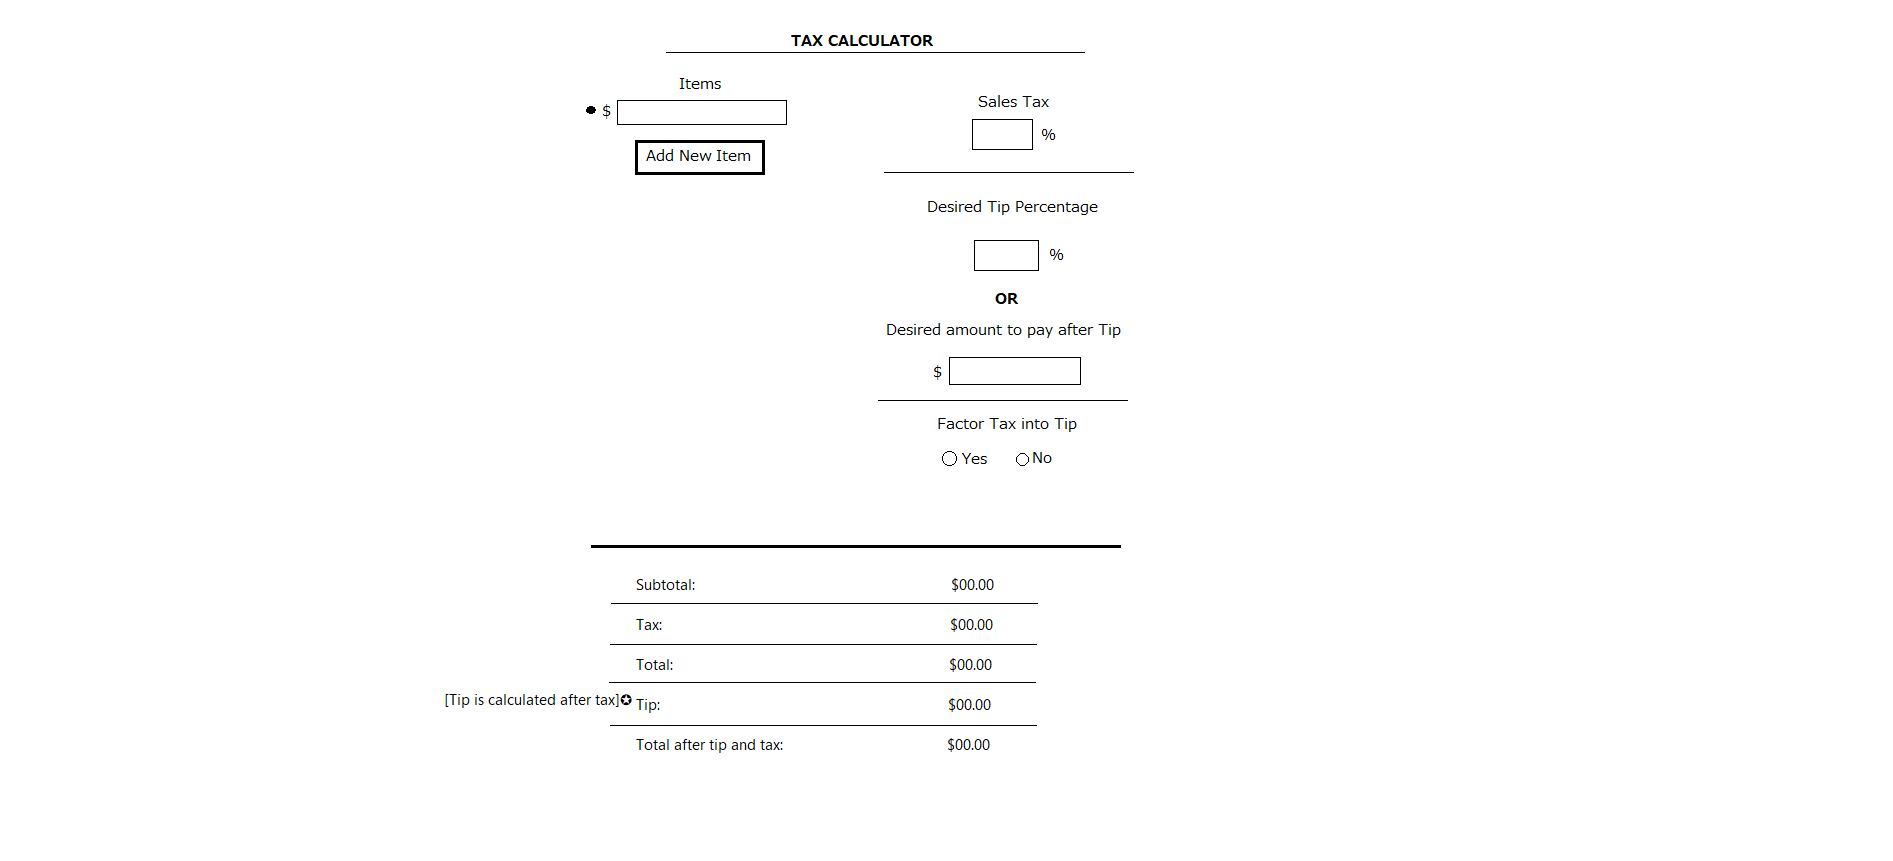 TAX CALCULATOR
Items
$
Add New Item
Sales Tax
%
Desired Tip Percentage
%
OR
Desired amount to pay after Tip
$
Factor Tax into Tip
Yes No
Subtotal: $00.00
Tax: $00.00
Total: $00.00
[Tip is calculated after tax]✪ Tip: $00.00
Total after tip and tax: $00.00